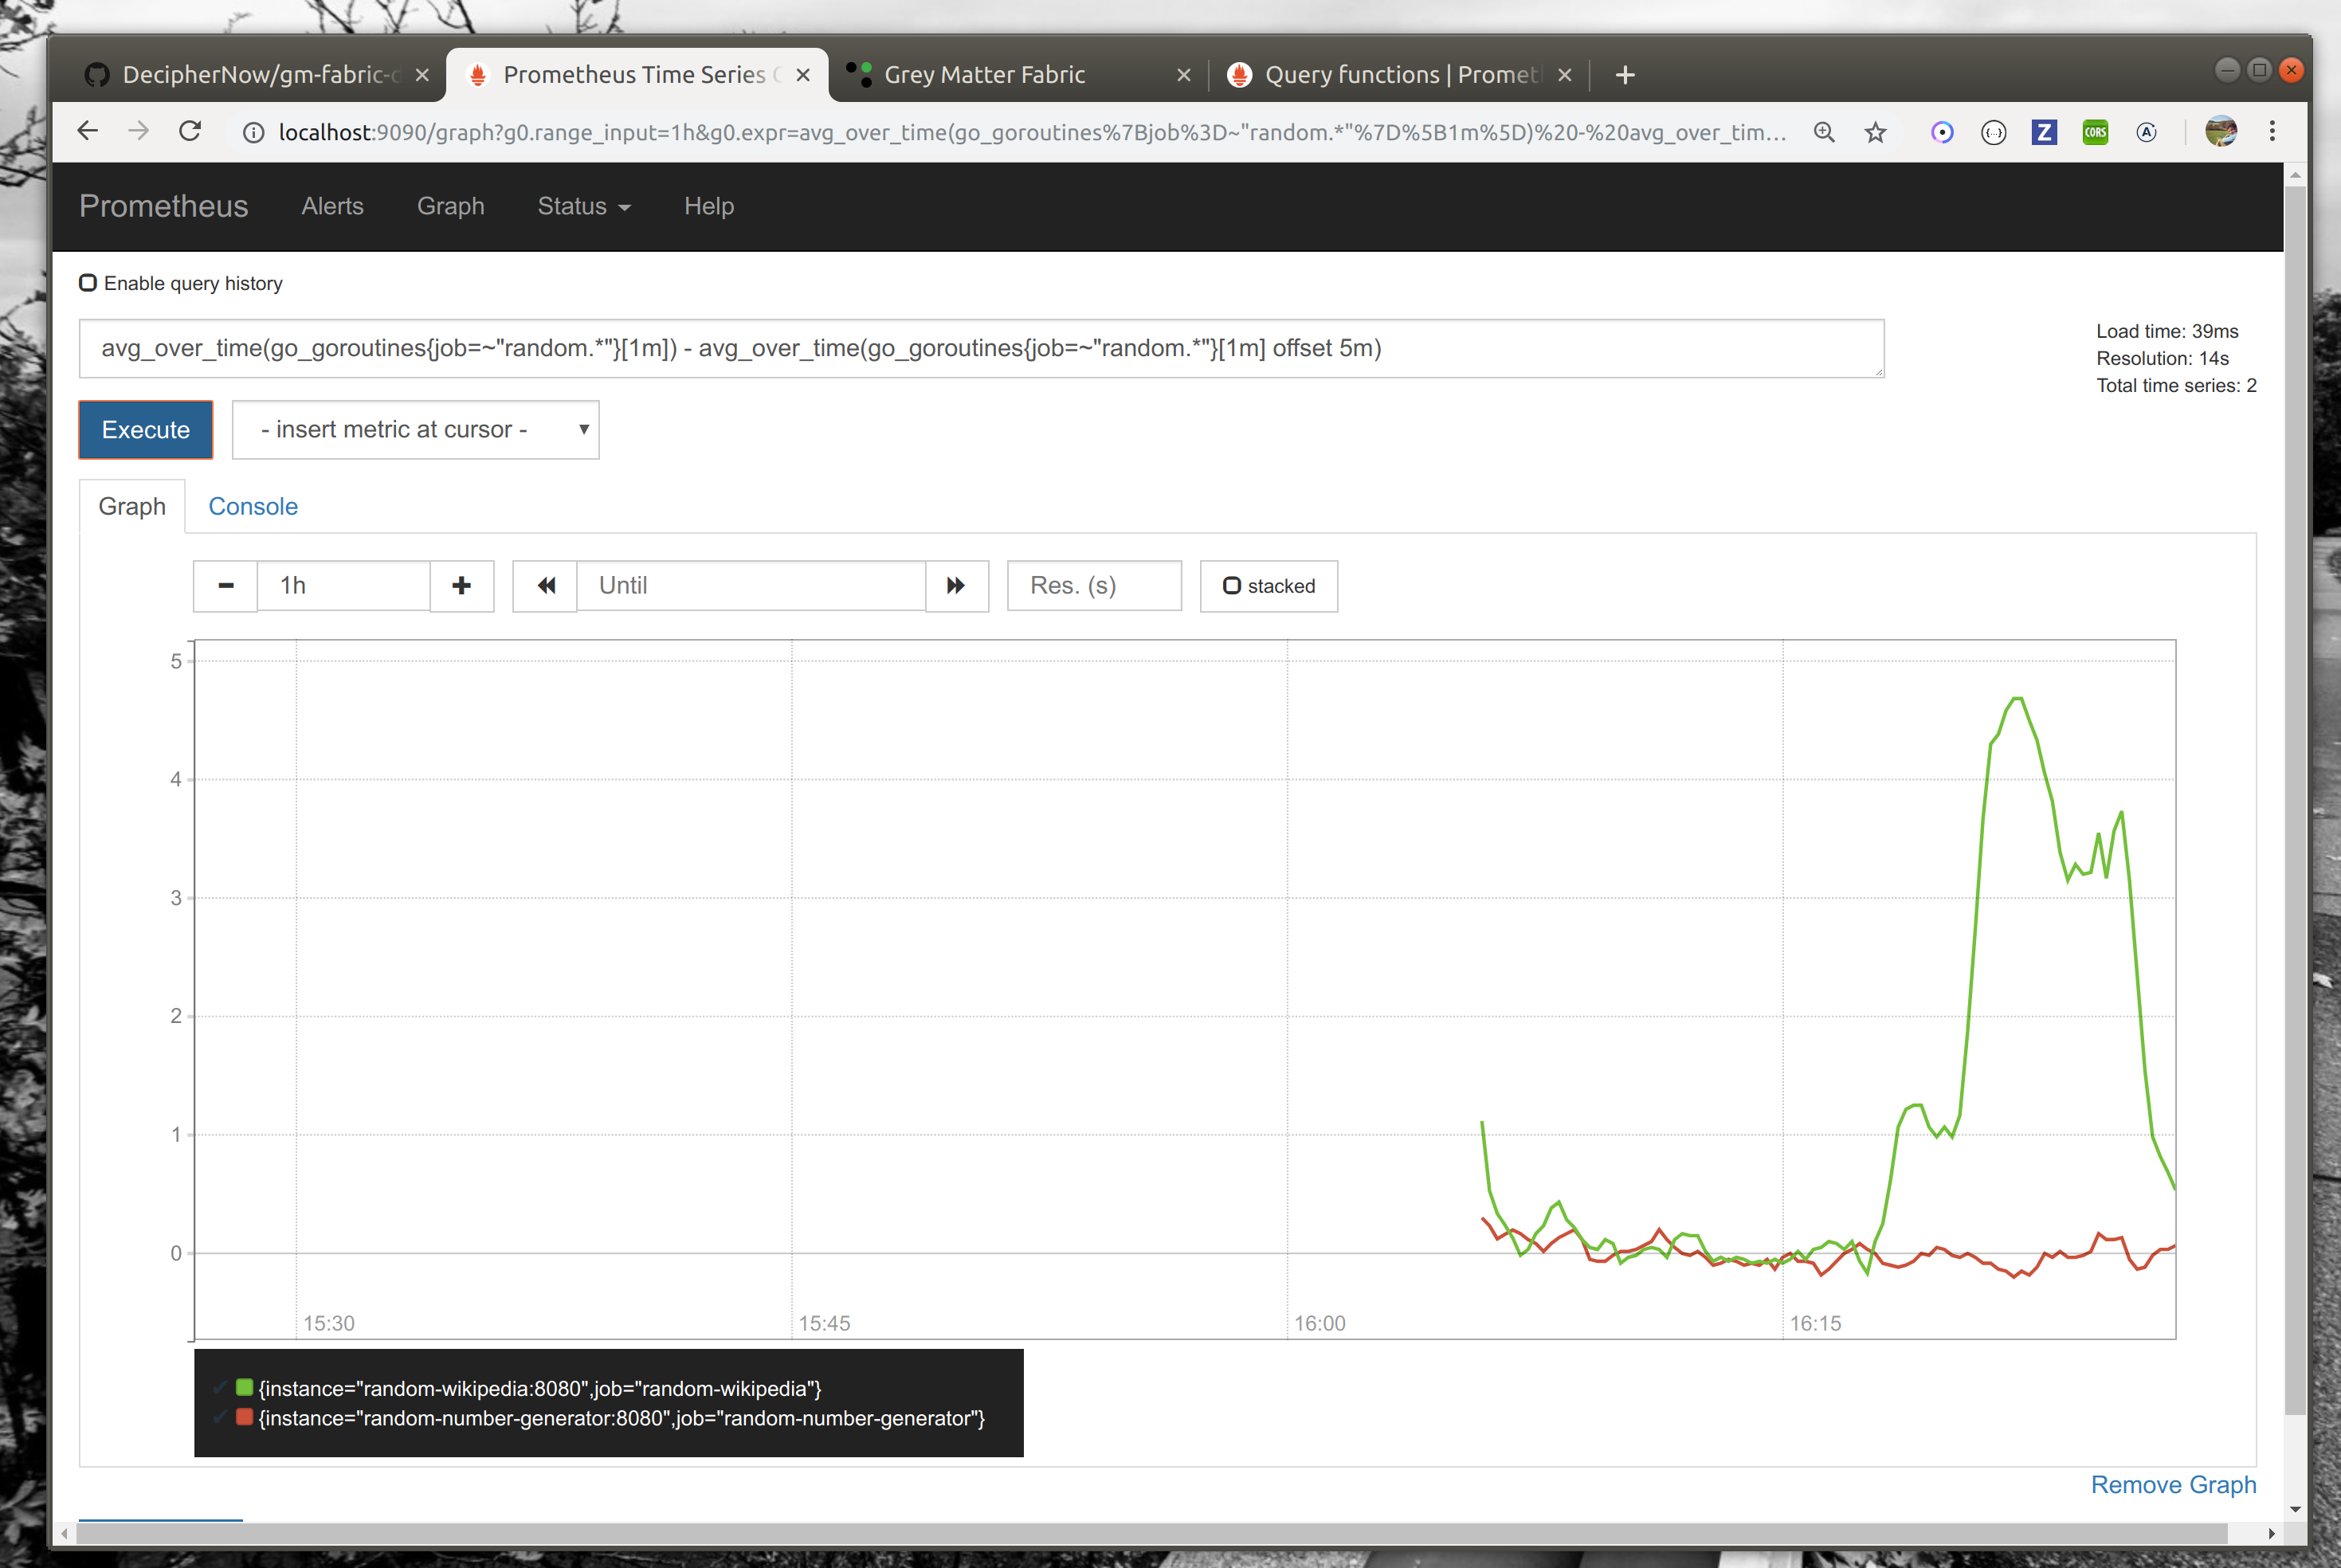 DecipherNow/gm-fabric-d
Prometheus Time Series C
Grey Matter Fabric
Query functions | Prometh
localhost:9090/graph?g0.range_input=1h&g0.expr=avg_over_time(go_goroutines%7Bjob%3D~"random.*"%7D%5B1m%5D)%20-%20avg_over_tim...
{...}
Z
CORS
A
Prometheus
Alerts
Graph
Status
Help
Enable query history
avg_over_time(go_goroutines{job=~"random.*"}[1m]) - avg_over_time(go_goroutines{job=~"random.*"}[1m] offset 5m)
Load time: 39ms
Resolution: 14s
Total time series: 2
Execute
- insert metric at cursor -
Graph
Console
1h
Until
Res. (s)
stacked
5
4
3
2
1
0
15:30
15:45
16:00
16:15
{instance="random-wikipedia:8080",job="random-wikipedia"}
{instance="random-number-generator:8080",job="random-number-generator"}
Remove Graph